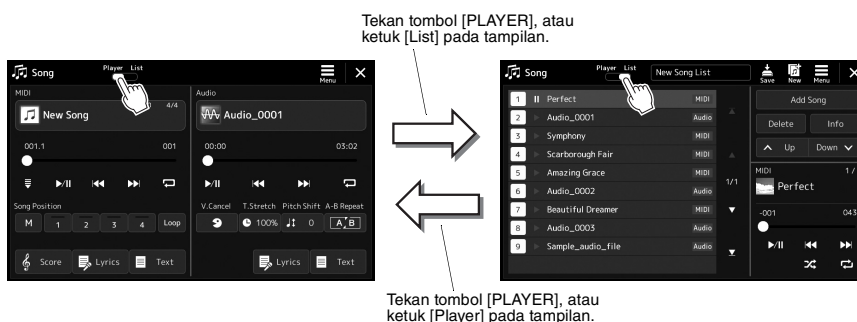 Tekan tombol [PLAYER], atau
ketuk [List] pada tampilan.
Song
Player List
Menu
MIDI
4/4
New Song
001.1
001
Song Position
M 1 2 3 4 Loop
Score Lyrics Text
Audio
Audio_0001
00:00
03:02
V.Cancel T.Stretch Pitch Shift A-B Repeat
100% 0 A B
Lyrics Text
Song
Player List
New Song List
Save New Menu
1 Perfect MIDI
2 Audio_0001 Audio
3 Symphony MIDI
4 Scarborough Fair MIDI
5 Amazing Grace MIDI
6 Audio_0002 Audio
7 Beautiful Dreamer MIDI
8 Audio_0003 Audio
9 Sample_audio_file Audio
1/1
Add Song
Delete Info
Up Down
MIDI
1 /
Perfect
-001
043
Tekan tombol [PLAYER], atau
ketuk [Player] pada tampilan.